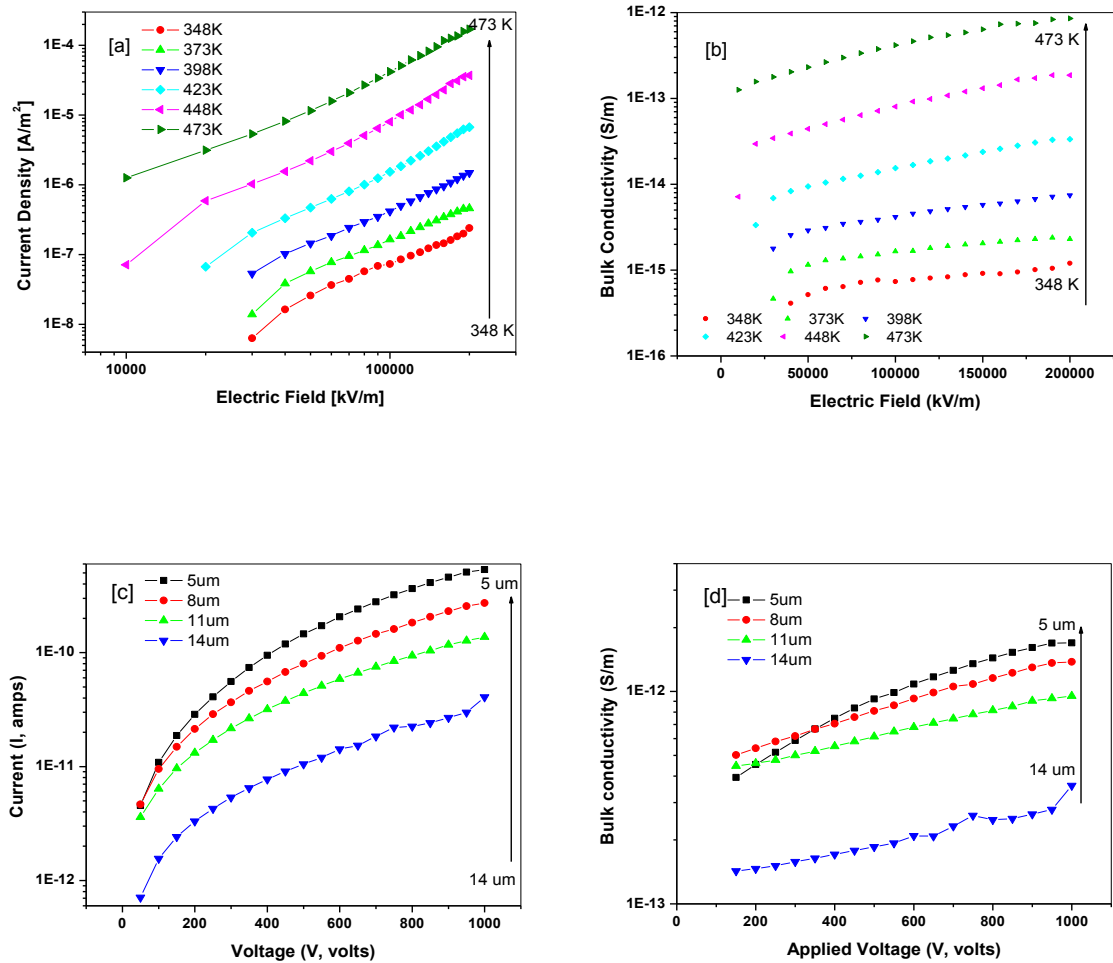 [a]
348K
373K
398K
423K
448K
473K
473 K
348 K
1E-4
1E-5
1E-6
1E-7
1E-8
10000
100000
Current Density [A/m²]
Electric Field [kV/m]
[b]
473 K
348 K
348K
373K
398K
423K
448K
473K
1E-12
1E-13
1E-14
1E-15
1E-16
0
50000
100000
150000
200000
Bulk Conductivity (S/m)
Electric Field (kV/m)
[c]
5um
8um
11um
14um
5 um
14 um
1E-10
1E-11
1E-12
0
200
400
600
800
1000
Current (I, amps)
Voltage (V, volts)
[d]
5um
8um
11um
14um
5 um
14 um
1E-12
1E-13
0
200
400
600
800
1000
Bulk conductivity (S/m)
Applied Voltage (V, volts)